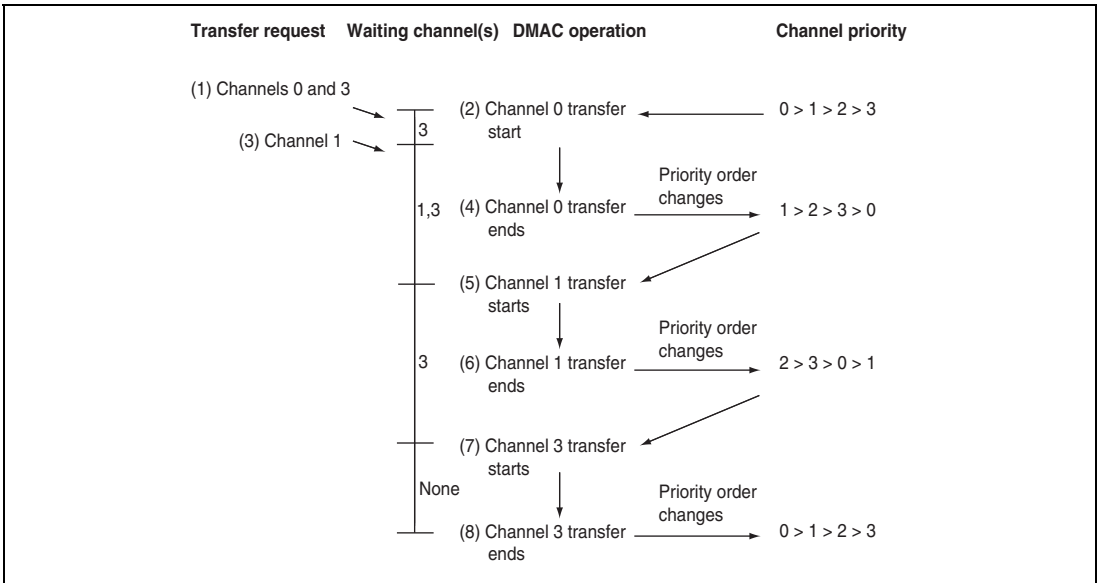 Transfer request Waiting channel(s) DMAC operation Channel priority
(1) Channels 0 and 3
(2) Channel 0 transfer
start
0 > 1 > 2 > 3
3
(3) Channel 1
Priority order
changes
1,3
(4) Channel 0 transfer
ends
1 > 2 > 3 > 0
(5) Channel 1 transfer
starts
Priority order
changes
3
(6) Channel 1 transfer
ends
2 > 3 > 0 > 1
(7) Channel 3 transfer
starts
None
Priority order
changes
(8) Channel 3 transfer
ends
0 > 1 > 2 > 3